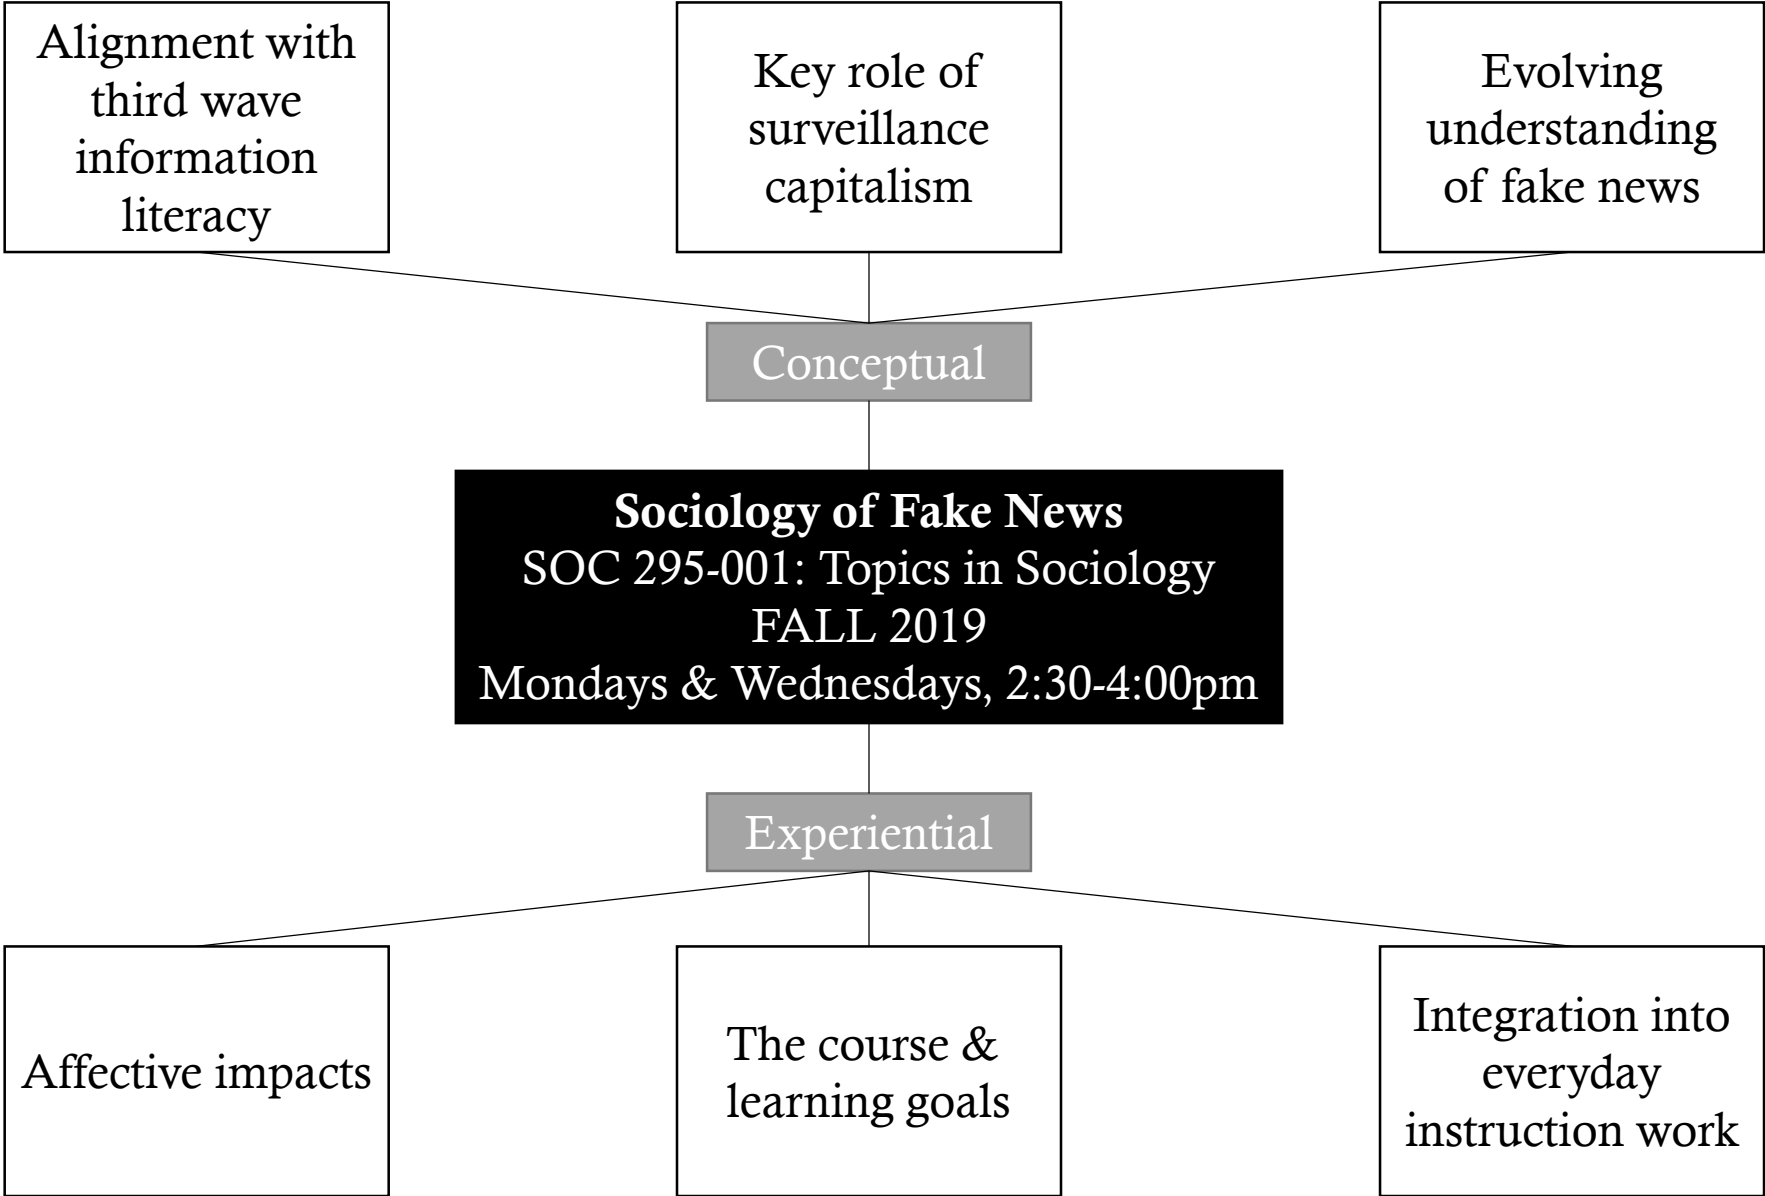 Alignment with
third wave
information
literacy
Key role of
surveillance
capitalism
Evolving
understanding
of fake news
Conceptual
Sociology of Fake News
SOC 295-001: Topics in Sociology
FALL 2019
Mondays & Wednesdays, 2:30-4:00pm
Experiential
Affective impacts
The course &
learning goals
Integration into
everyday
instruction work